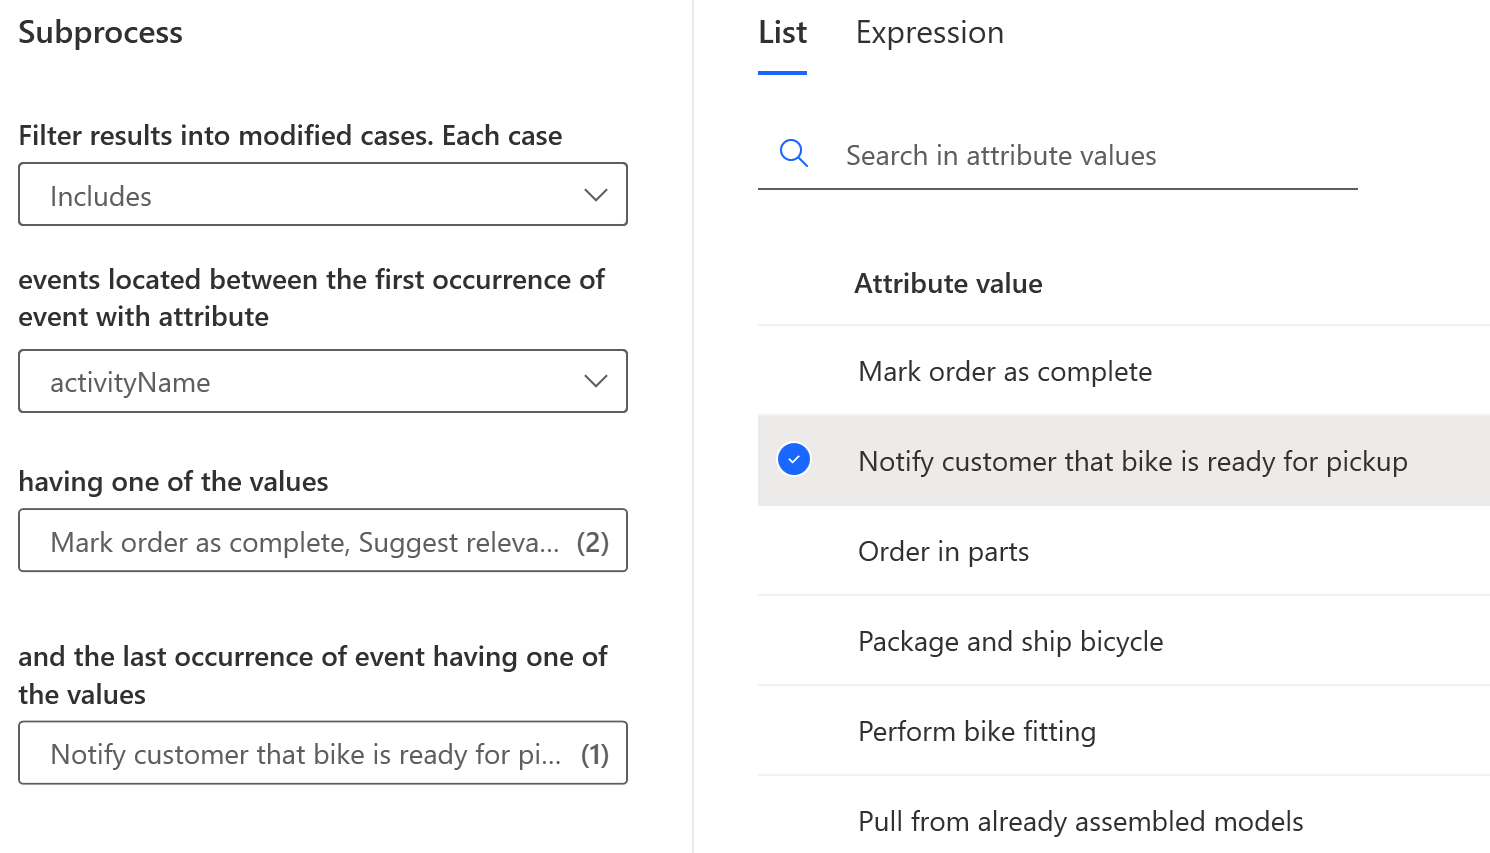 Subprocess
Filter results into modified cases. Each case
Includes
events located between the first occurrence of
event with attribute
activityName
having one of the values
Mark order as complete, Suggest releva... (2)
and the last occurrence of event having one of
the values
Notify customer that bike is ready for pi... (1)
List Expression
Search in attribute values
Attribute value
Mark order as complete
Notify customer that bike is ready for pickup
Order in parts
Package and ship bicycle
Perform bike fitting
Pull from already assembled models